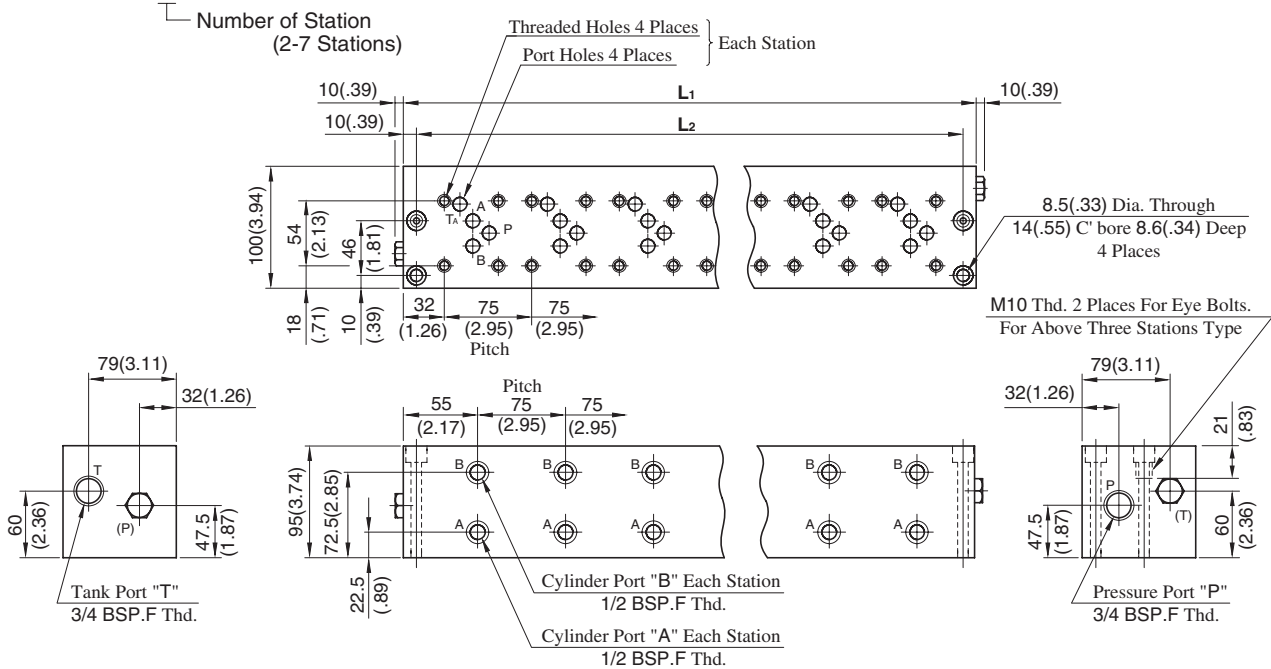 Number of Station
(2-7 Stations)
Threaded Holes 4 Places
Port Holes 4 Places
Each Station
10(.39)
L1
10(.39)
10(.39)
L2
100(3.94)
54
(2.13)
46
(1.81)
TA
A
P
B
8.5(.33) Dia. Through
14(.55) C' bore 8.6(.34) Deep
4 Places
18
(.71)
10
(.39)
32
(1.26)
75
(2.95)
Pitch
75
(2.95)
M10 Thd. 2 Places For Eye Bolts.
For Above Three Stations Type
79(3.11)
32(1.26)
T
(P)
60
(2.36)
47.5
(1.87)
Tank Port "T"
3/4 BSP.F Thd.
Pitch
55
(2.17)
75
(2.95)
75
(2.95)
95(3.74)
72.5(2.85)
22.5
(.89)
B
B
B
B
B
A
A
A
A
A
Cylinder Port "B" Each Station
1/2 BSP.F Thd.
Cylinder Port "A" Each Station
1/2 BSP.F Thd.
79(3.11)
32(1.26)
21
(.83)
P
(T)
47.5
(1.87)
60
(2.36)
Pressure Port "P"
3/4 BSP.F Thd.